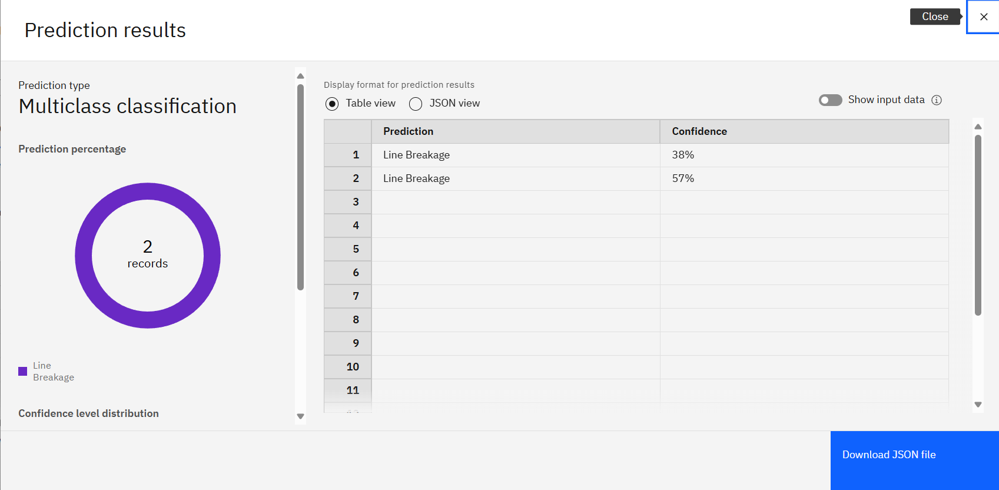 Prediction results
Close
Prediction type
Multiclass classification
Prediction percentage
2
records
Line
Breakage
Confidence level distribution
Display format for prediction results
Table view JSON view
Show input data
Prediction Confidence
1 Line Breakage 38%
2 Line Breakage 57%
3
4
5
6
7
8
9
10
11
Download JSON file